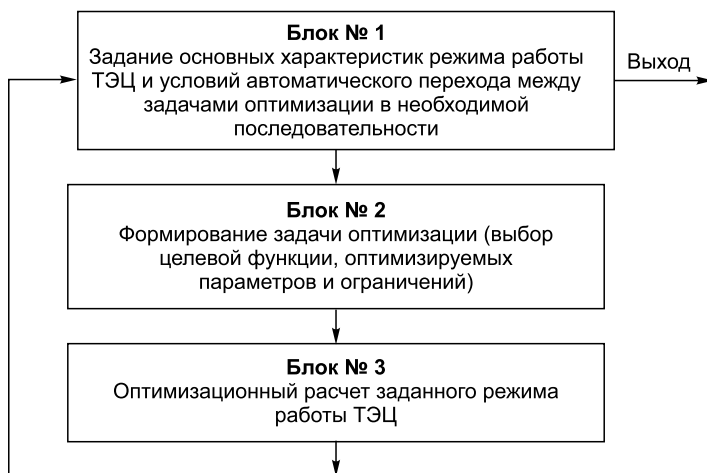 Блок № 1
Задание основных характеристик режима работы
ТЭЦ и условий автоматического перехода между
задачами оптимизации в необходимой
последовательности
Выход
Блок № 2
Формирование задачи оптимизации (выбор
целевой функции, оптимизируемых
параметров и ограничений)
Блок № 3
Оптимизационный расчет заданного режима
работы ТЭЦ